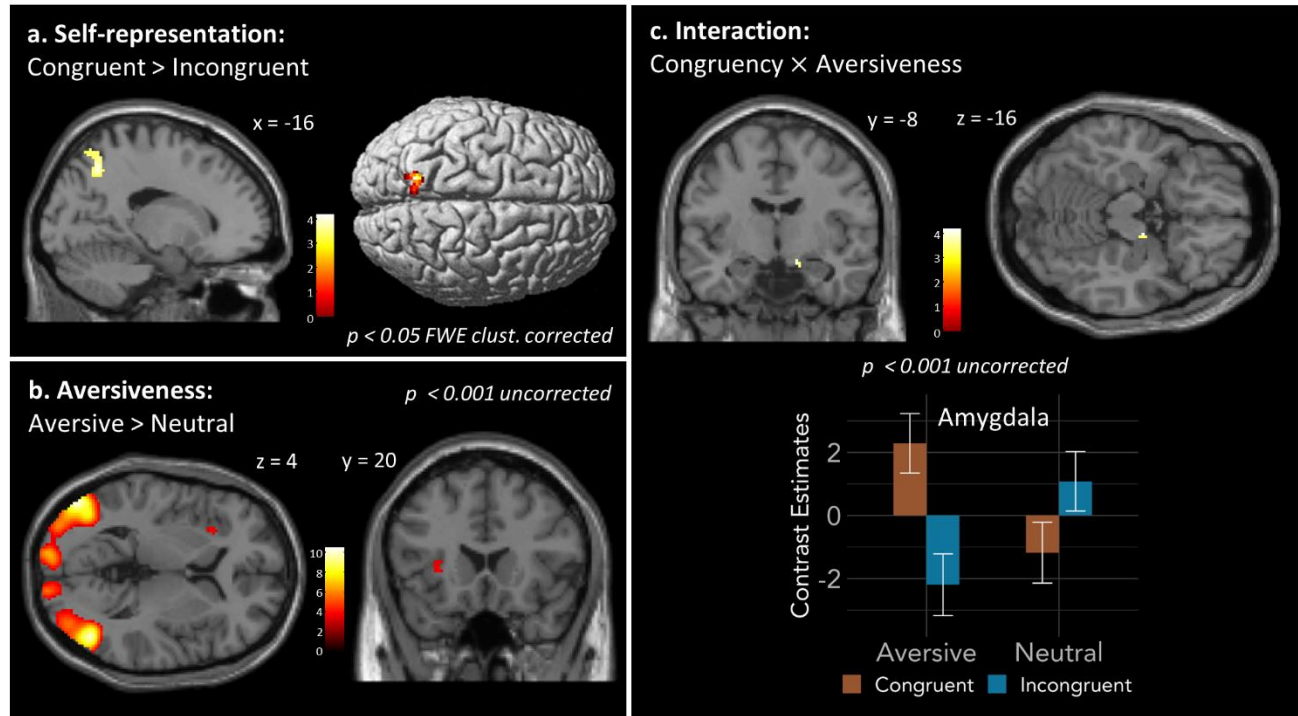 a. Self-representation:
Congruent > Incongruent
x = -16
4
3
2
1
0
p < 0.05 FWE clust. corrected
b. Aversiveness:
p < 0.001 uncorrected
Aversive > Neutral
z = 4
y = 20
10
8
6
4
2
0
c. Interaction:
Congruency × Aversiveness
y = -8
z = -16
4
3
2
1
0
p < 0.001 uncorrected
Amygdala
Contrast Estimates
2
0
-2
Aversive
Neutral
Congruent
Incongruent